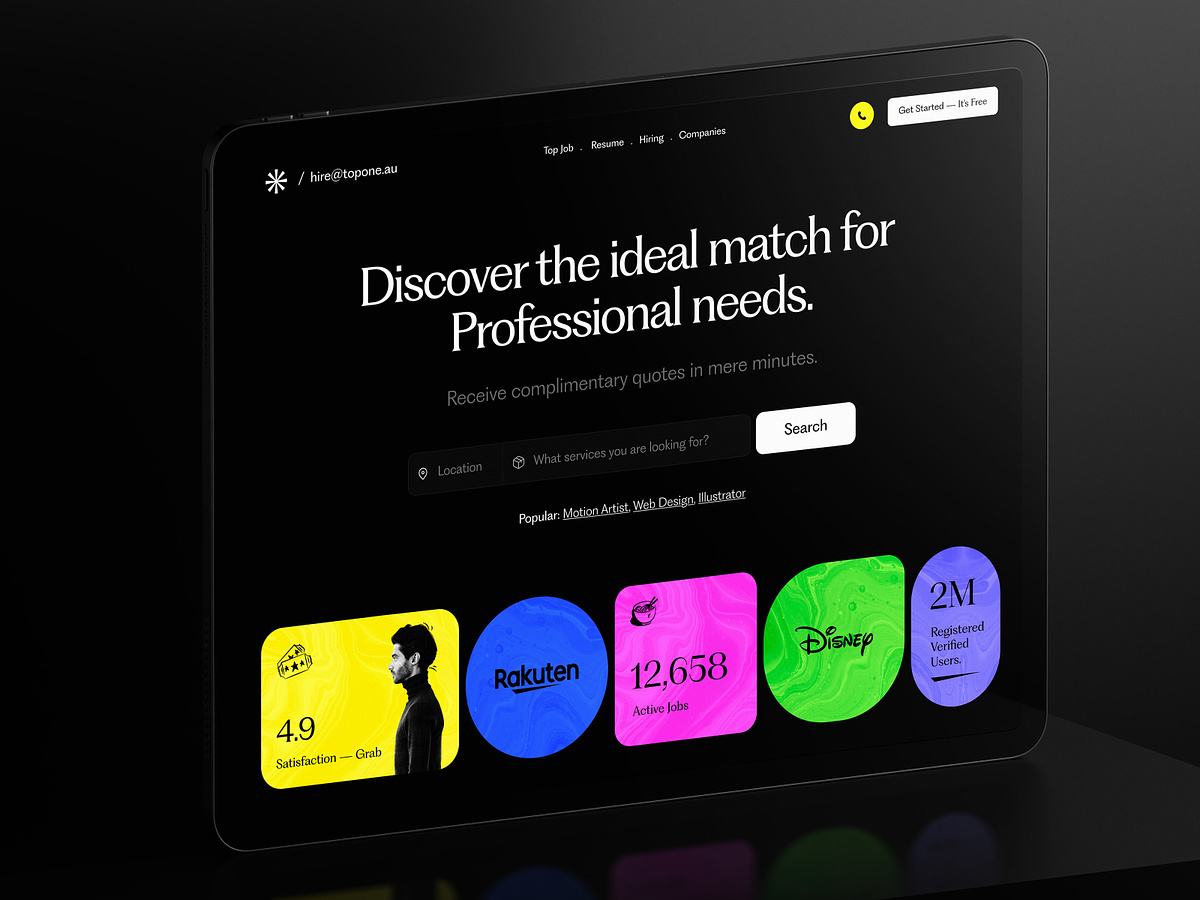 / hire@topone.au
Top Job . Resume . Hiring . Companies
Get Started — It's Free
Discover the ideal match for
Professional needs.
Receive complimentary quotes in mere minutes.
Location
What services you are looking for?
Search
Popular: Motion Artist, Web Design, Illustrator
4.9
Satisfaction — Grab
Rakuten
12,658
Active Jobs
Disney
2M
Registered
Verified
Users.